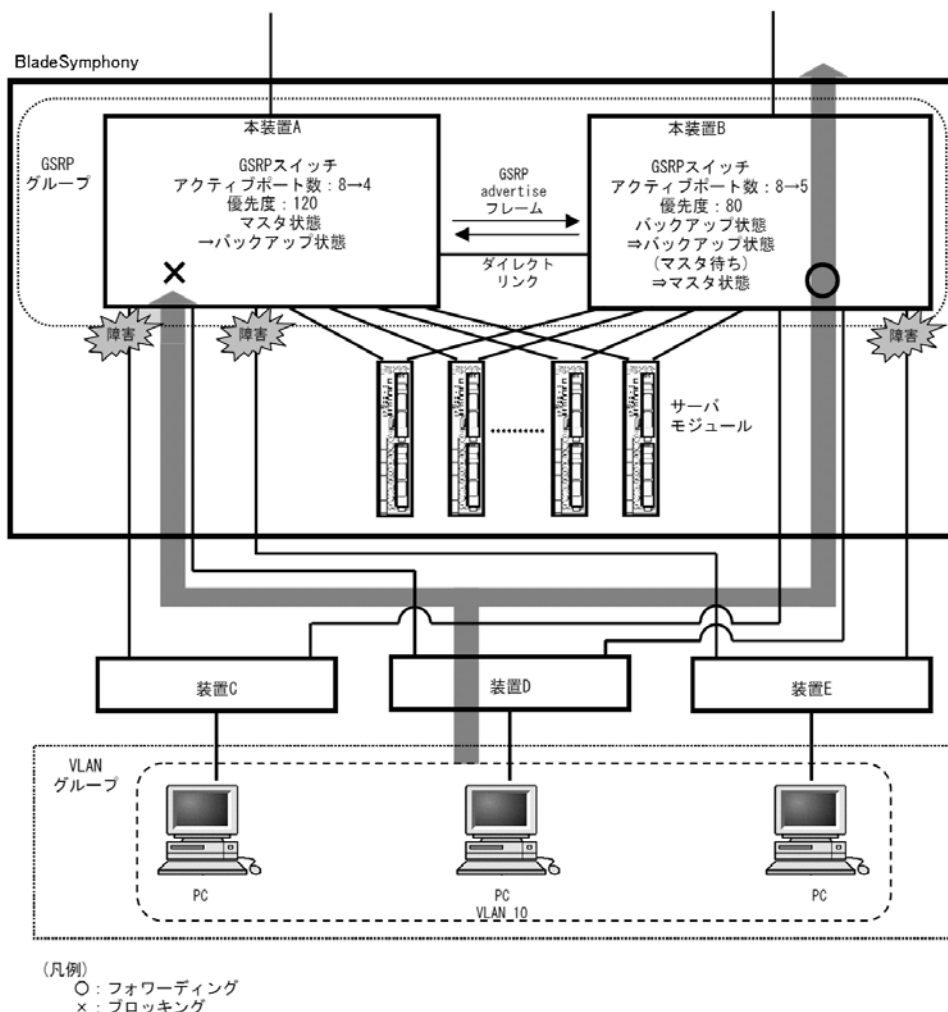 BladeSymphony
GSRP
グループ
本装置A
GSRPスイッチ
アクティブポート数：8→4
優先度：120
マスタ状態
→バックアップ状態
×
GSRP
advertise
フレーム
ダイレクト
リンク
本装置B
GSRPスイッチ
アクティブポート数：8→5
優先度：80
バックアップ状態
⇒バックアップ状態
(マスタ待ち)
⇒マスタ状態
○
障害
障害
障害
サーバ
モジュール
装置C
装置D
装置E
VLAN
グループ
PC
PC
PC
VLAN 10
(凡例)
○：フォワーディング
×：ブロッキング